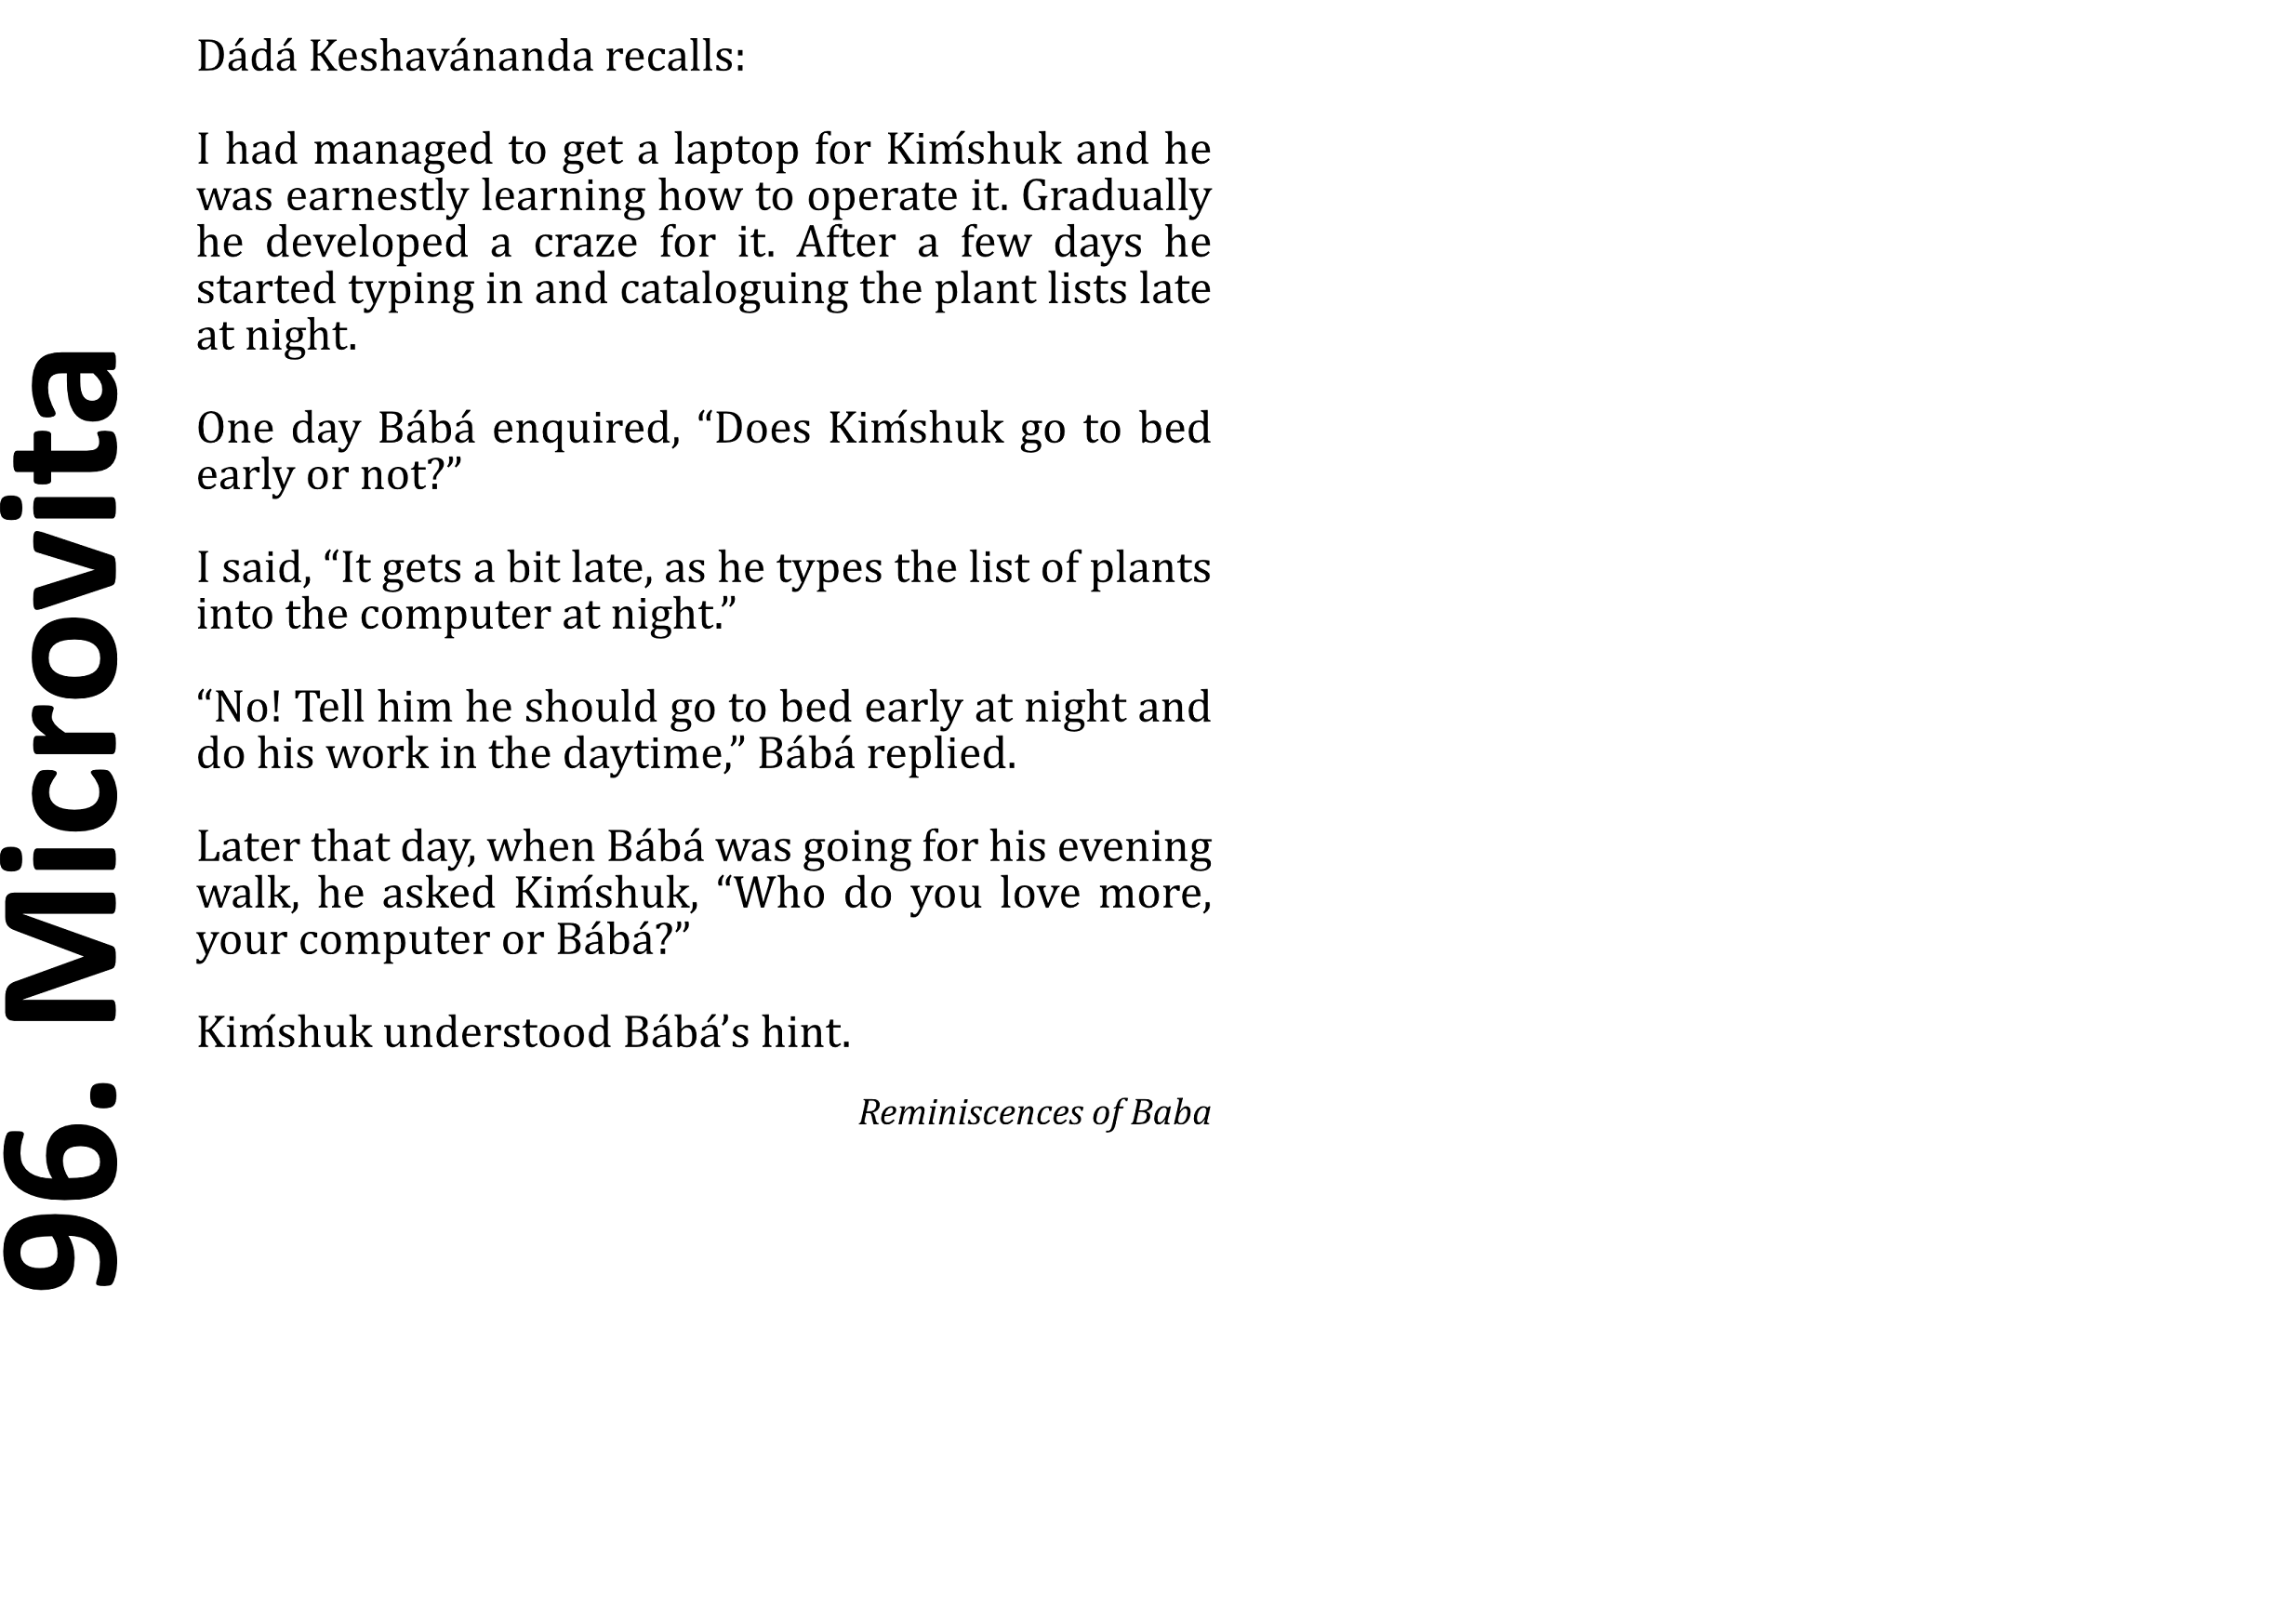 96. Microvita
Dádá Keshavánanda recalls:
I had managed to get a laptop for Kiḿshuk and he
was earnestly learning how to operate it. Gradually
he developed a craze for it. After a few days he
started typing in and cataloguing the plant lists late
at night.
One day Bábá enquired, “Does Kiḿshuk go to bed
early or not?”
I said, “It gets a bit late, as he types the list of plants
into the computer at night.”
“No! Tell him he should go to bed early at night and
do his work in the daytime,” Bábá replied.
Later that day, when Bábá was going for his evening
walk, he asked Kiḿshuk, “Who do you love more,
your computer or Bábá?”
Kiḿshuk understood Bábá’s hint.
Reminiscences of Baba